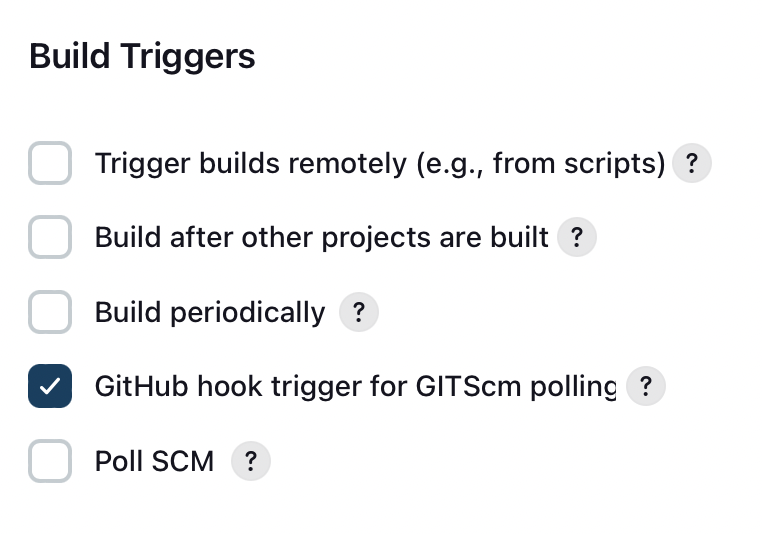 Build Triggers
Trigger builds remotely (e.g., from scripts) ?
Build after other projects are built ?
Build periodically ?
GitHub hook trigger for GITScm polling ?
Poll SCM ?